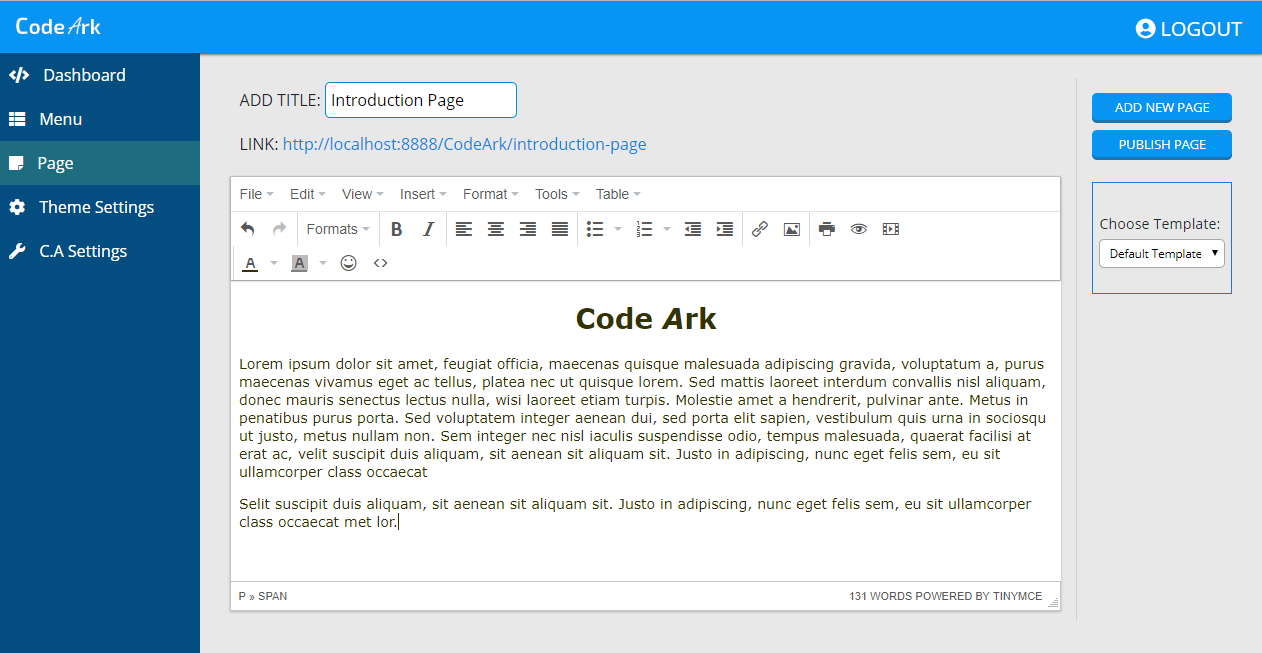 Code Ark
LOGOUT
Dashboard
Menu
Page
Theme Settings
C.A Settings
ADD TITLE: Introduction Page
LINK: http://localhost:8888/CodeArk/introduction-page
File Edit View Insert Format Tools Table
Formats B I
A A
Code Ark
Lorem ipsum dolor sit amet, feugiat officia, maecenas quisque malesuada adipiscing gravida, voluptatum a, purus
maecenas vivamus eget ac tellus, platea nec ut quisque lorem. Sed mattis laoreet interdum convallis nisl aliquam,
donec mauris senectus lectus nulla, wisi laoreet etiam turpis. Molestie amet a hendrerit, pulvinar ante. Metus in
penatibus purus porta. Sed voluptatem integer aenean dui, sed porta elit sapien, vestibulum quis urna in sociosqu
ut justo, metus nullam non. Sem integer nec nisl iaculis suspendisse odio, tempus malesuada, quaerat facilisi at
erat ac, velit suscipit duis aliquam, sit aenean sit aliquam sit. Justo in adipiscing, nunc eget felis sem, eu sit
ullamcorper class occaecat
Selit suscipit duis aliquam, sit aenean sit aliquam sit. Justo in adipiscing, nunc eget felis sem, eu sit ullamcorper
class occaecat met lor.
P » SPAN
131 WORDS POWERED BY TINYMCE
ADD NEW PAGE
PUBLISH PAGE
Choose Template:
Default Template